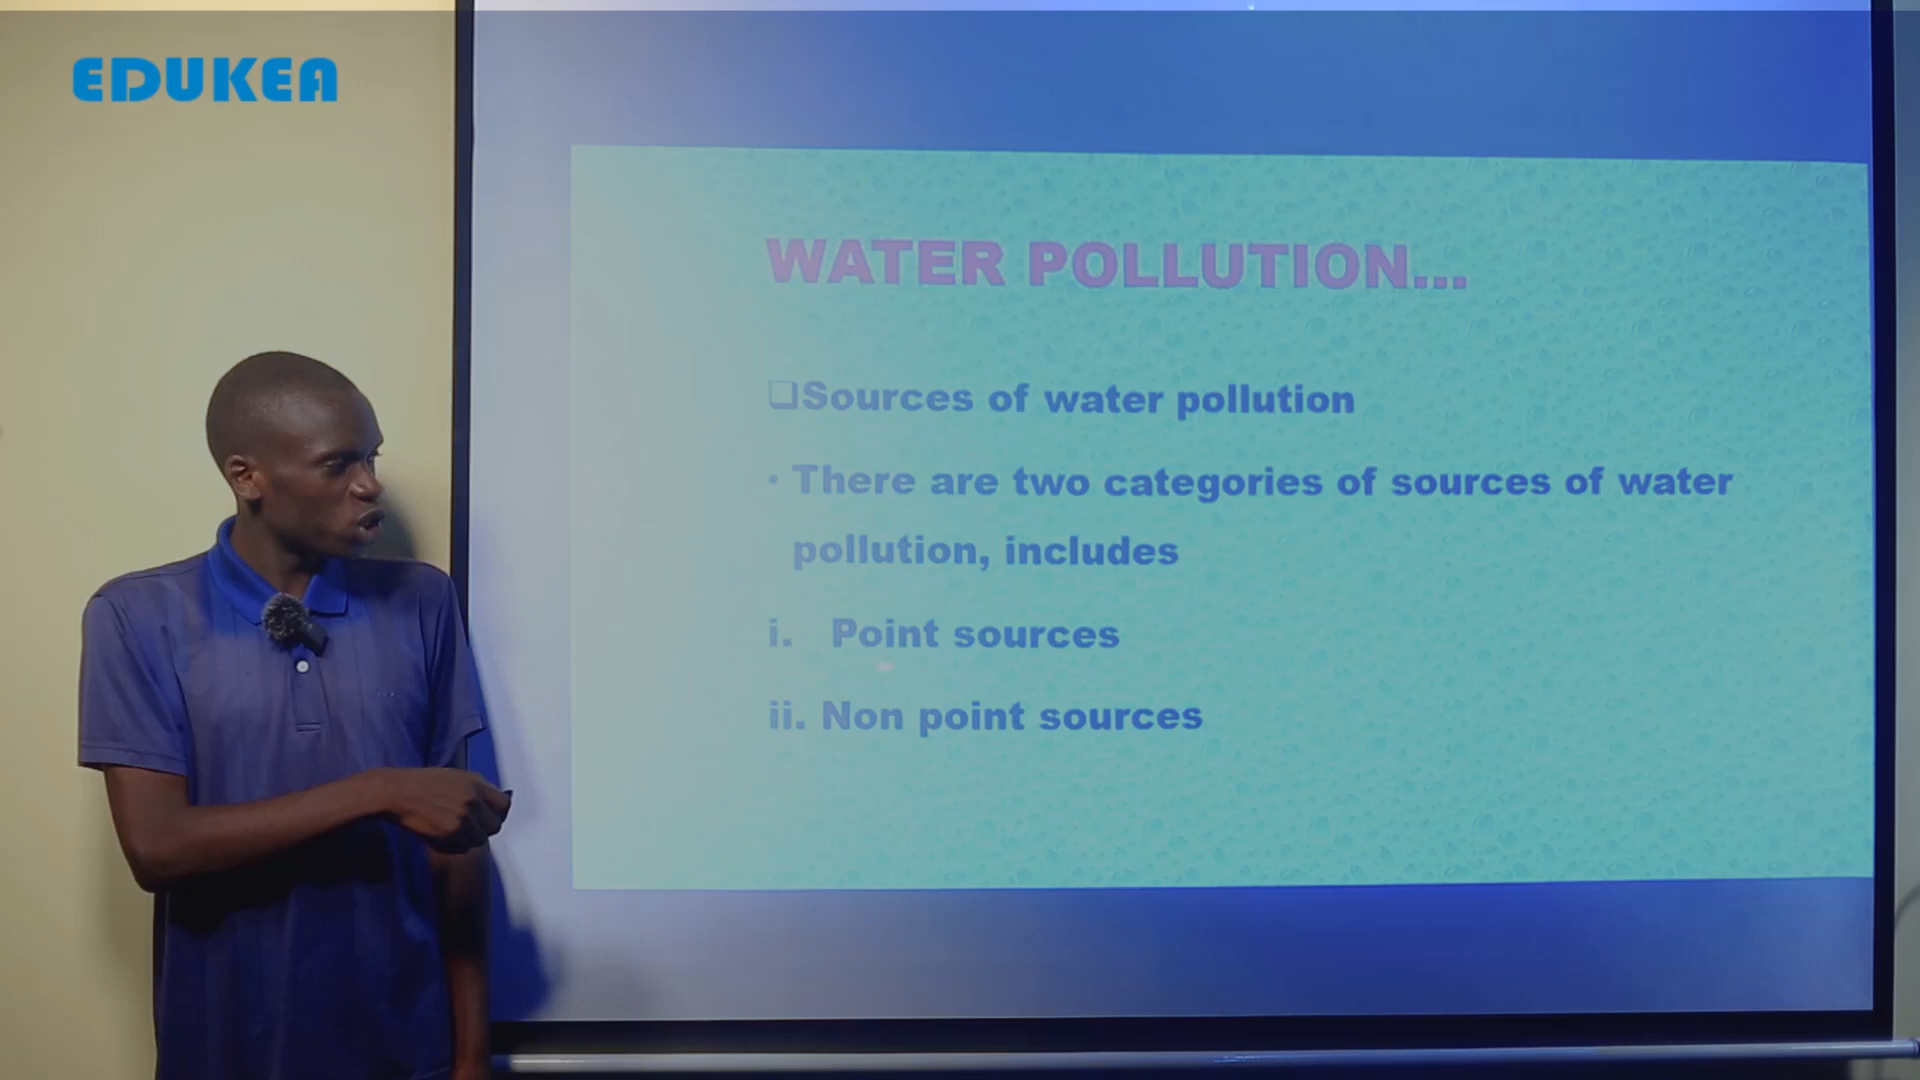 EDUKEA
WATER POLLUTION...
❑Sources of water pollution
• There are two categories of sources of water
pollution, includes
i. Point sources
ii. Non point sources